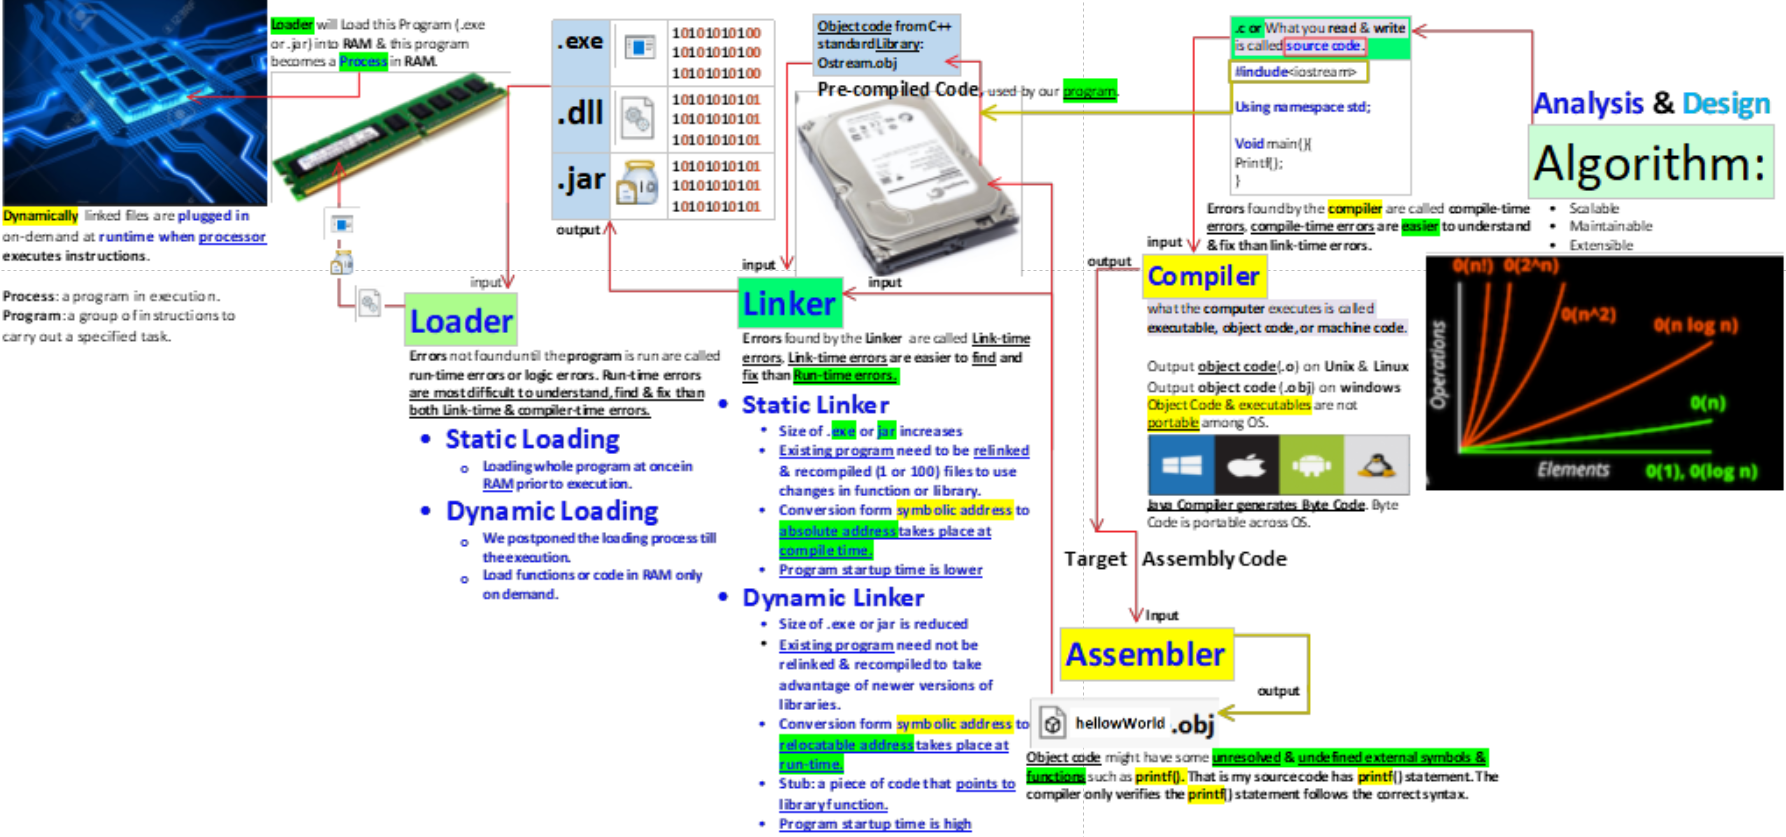 Loader will Load this Program (.exe
or .jar) into RAM & this program
becomes a Process in RAM.
Dynamically linked files are plugged in
on-demand at runtime when processor
executes instructions.
Process: a program in execution.
Program: a group of instructions to
carry out a specified task.
input
Loader
Errors not found until the program is run are called
run-time errors or logic errors. Run-time errors
are most difficult to understand, find & fix than
both Link-time & compiler-time errors.
• Static Loading
o Loading whole program at once in
RAM prior to execution.
• Dynamic Loading
o We postponed the loading process till
the execution.
o Load functions or code in RAM only
on demand.
.exe
10101010100
10101010100
10101010100
.dll
10101010101
10101010101
10101010101
.jar
10101010101
10101010101
10101010101
output
Object code from C++
standard Library:
Ostream.obj
Pre-compiled Code, used by our program.
input
input
Linker
Errors found by the Linker are called Link-time
errors, Link-time errors are easier to find and
fix than Run-time errors.
• Static Linker
• Size of .exe or jar increases
• Existing program need to be relinked
& recompiled (1 or 100) files to use
changes in function or library.
• Conversion form symbolic address to
absolute address takes place at
compile time.
• Program startup time is lower
• Dynamic Linker
• Size of .exe or jar is reduced
• Existing program need not be
relinked & recompiled to take
advantage of newer versions of
libraries.
• Conversion form symbolic address to
relocatable address takes place at
run-time.
• Stub: a piece of code that points to
library function.
• Program startup time is high
.c or What you read & write
is called source code.
#include<iostream>
Using namespace std;
Void main(){
Printf();
}
Errors found by the compiler are called compile-time
errors, compile-time errors are easier to understand
& fix than link-time errors.
input
output
Compiler
what the computer executes is called
executable, object code, or machine code.
Output object code(.o) on Unix & Linux
Output object code (.obj) on windows
Object Code & executables are not
portable among OS.
Java Compiler generates Byte Code. Byte
Code is portable across OS.
Target Assembly Code
Input
Assembler
output
hellowWorld .obj
Object code might have some unresolved & undefined external symbols &
functions such as printf(). That is my source code has printf() statement. The
compiler only verifies the printf() statement follows the correct syntax.
Analysis & Design
Algorithm:
• Scalable
• Maintainable
• Extensible
O(n!) O(2^n)
O(n^2)
O(n log n)
O(n)
O(1), O(log n)
Operations
Elements